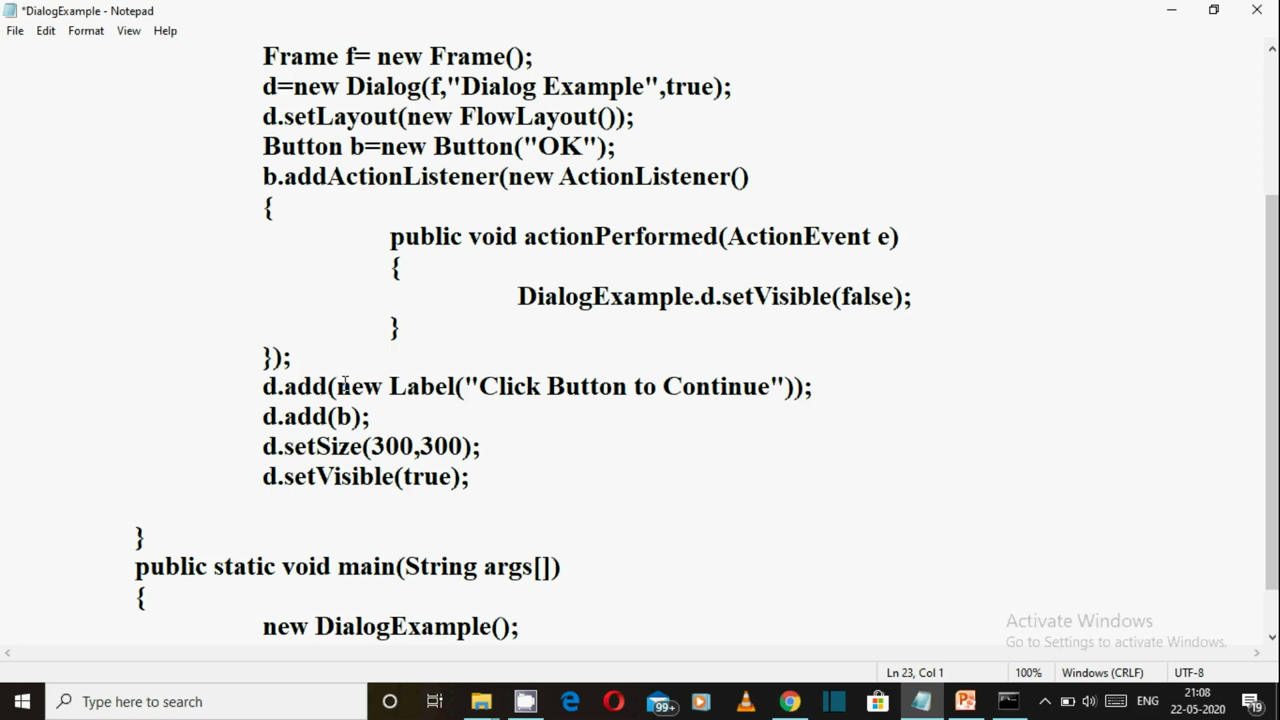 *DialogExample - Notepad
File Edit Format View Help
Frame f= new Frame();
d=new Dialog(f,"Dialog Example",true);
d.setLayout(new FlowLayout());
Button b=new Button("OK");
b.addActionListener(new ActionListener()
{
public void actionPerformed(ActionEvent e)
{
DialogExample.d.setVisible(false);
}
});
d.add(new Label("Click Button to Continue"));
d.add(b);
d.setSize(300,300);
d.setVisible(true);
}
public static void main(String args[])
{
new DialogExample();
Activate Windows
Go to Settings to activate Windows.
Ln 23, Col 1 100% Windows (CRLF) UTF-8
Type here to search 99+ ENG 21:08
22-05-2020 19